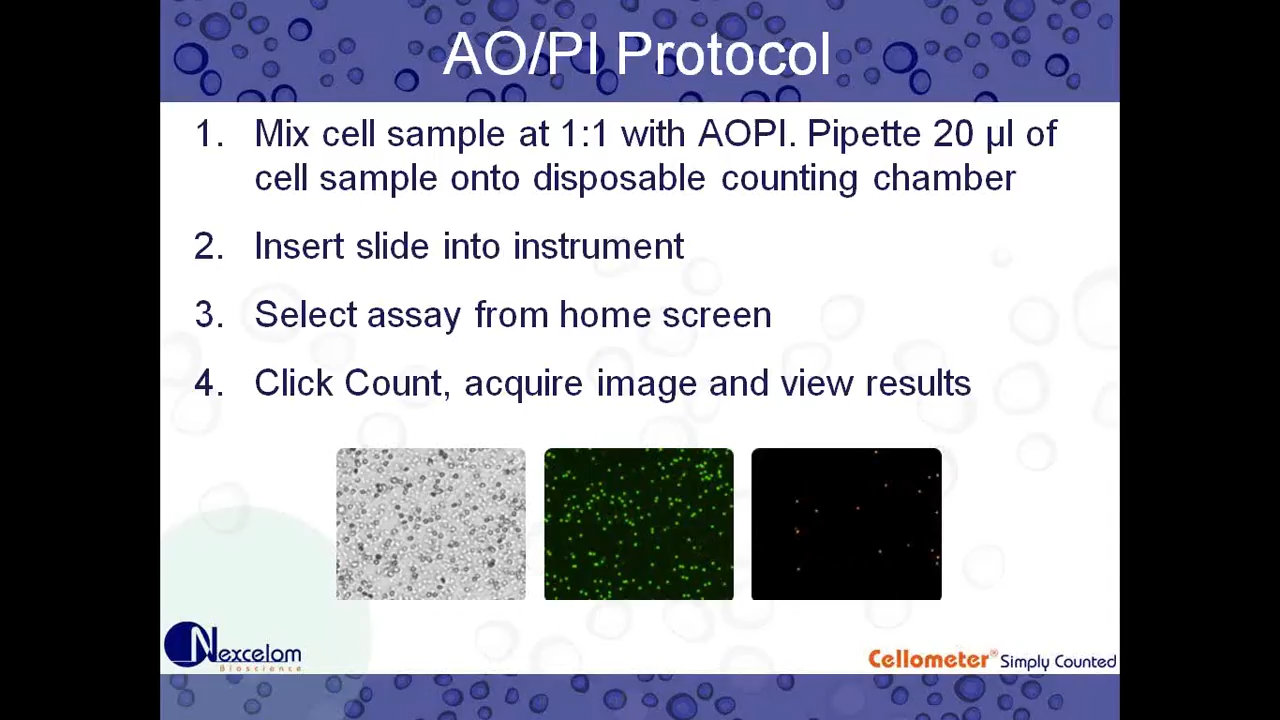 AO/PI Protocol
1. Mix cell sample at 1:1 with AOPI. Pipette 20 µl of
cell sample onto disposable counting chamber
2. Insert slide into instrument
3. Select assay from home screen
4. Click Count, acquire image and view results
Nexcelom
Bioscience
Cellometer® Simply Counted